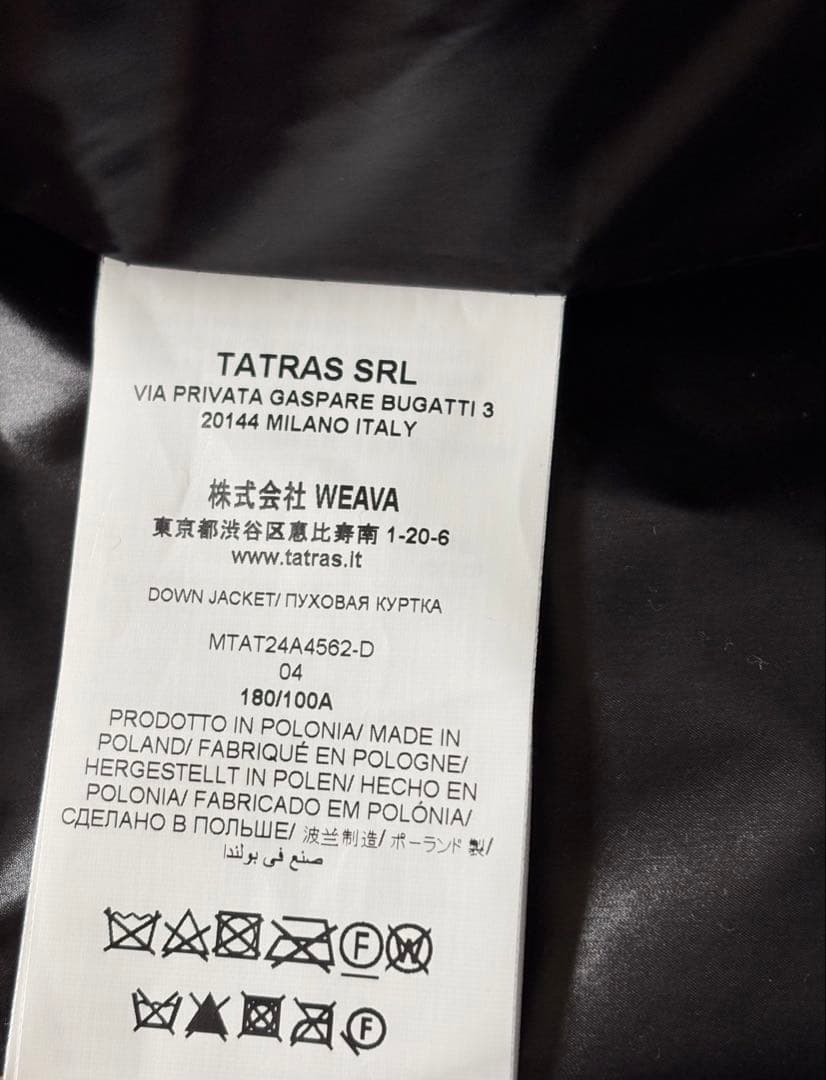 TATRAS SRL
VIA PRIVATA GASPARE BUGATTI 3
20144 MILANO ITALY
株式会社 WEAVA
東京都渋谷区恵比寿南 1-20-6
www.tatras.it
DOWN JACKET/ ПУХОВАЯ КУРТКА
MTAT24A4562-D
04
180/100A
PRODOTTO IN POLONIA/ MADE IN
POLAND/ FABRIQUÉ EN POLOGNE/
HERGESTELLT IN POLEN/ HECHO EN
POLONIA/ FABRICADO EM POLÓNIA/
СДЕЛАНО В ПОЛЬШЕ/ 波兰制造/ ポーランド 製/
صنع في بولندا
F W
F